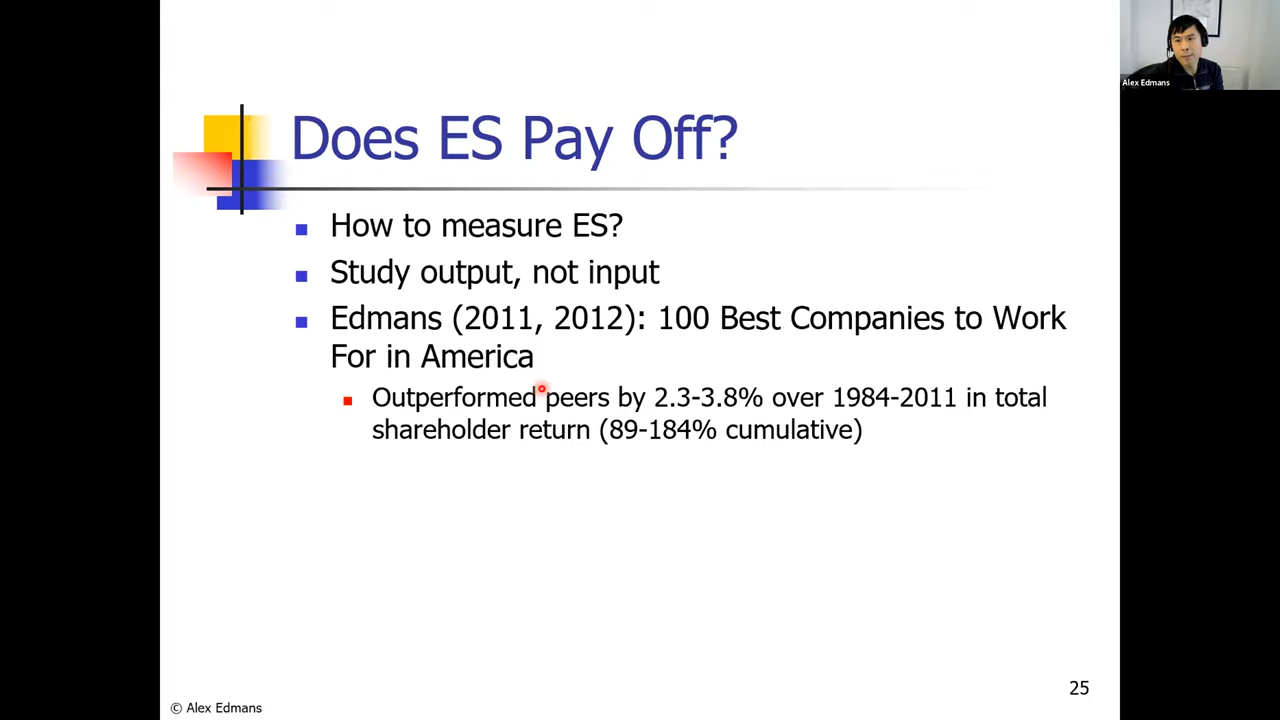 Alex Edmans
Does ES Pay Off?
How to measure ES?
Study output, not input
Edmans (2011, 2012): 100 Best Companies to Work
For in America
Outperformed peers by 2.3-3.8% over 1984-2011 in total
shareholder return (89-184% cumulative)
25
© Alex Edmans